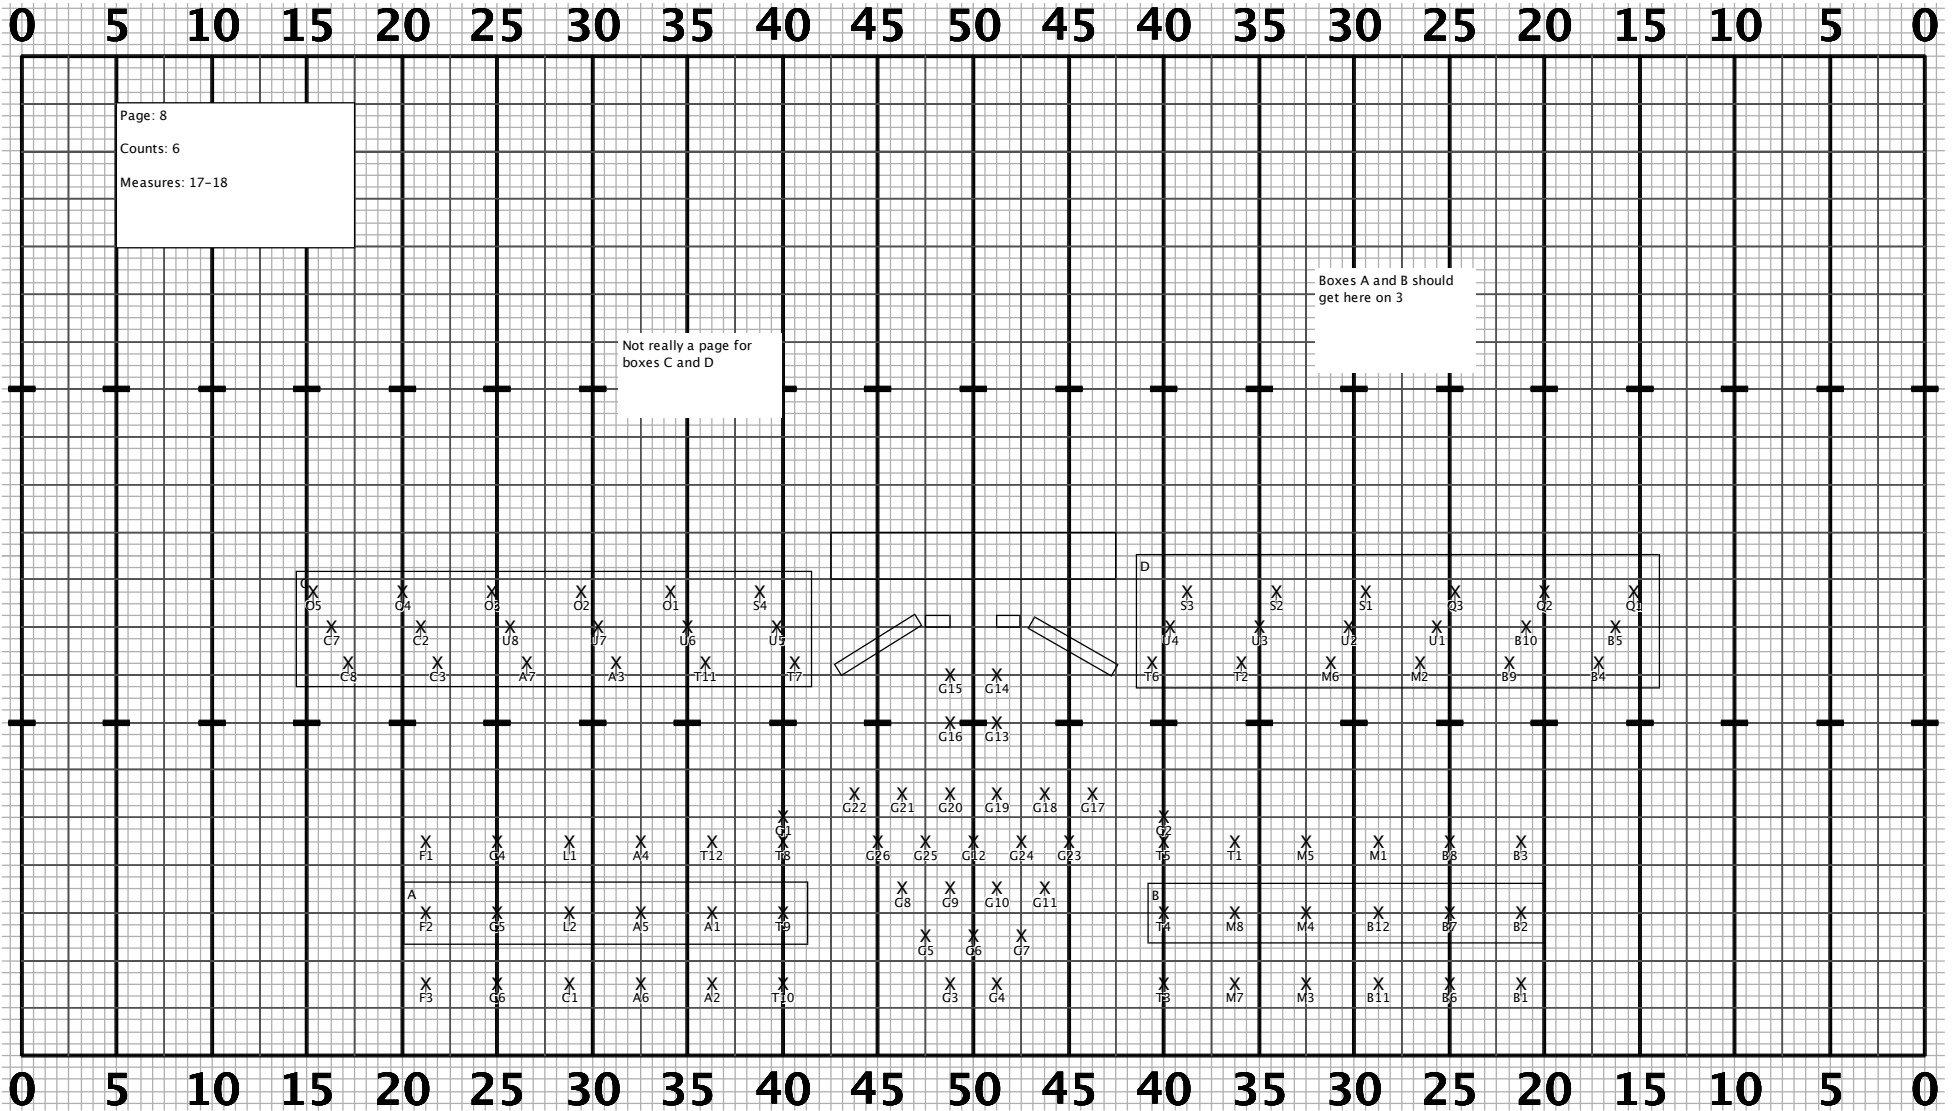 0 5 10 15 20 25 30 35 40 45 50 45 40 35 30 25 20 15 10 5 0
Page: 8
Counts: 6
Measures: 17-18
Boxes A and B should
get here on 3
Not really a page for
boxes C and D
D
O5 O4 O3 O2 O1 S4 S3 S2 S1 Q3 Q2 Q1
C7 C2 U8 U7 U6 U5 U4 U3 U2 U1 B10 B5
C8 C3 A7 A3 T11 T7 T6 T2 M6 M2 B9 B4
G15 G14
G16 G13
G22 G21 G20 G19 G18 G17
G1 G2
F1 C4 L1 A4 T12 T8 G26 G25 G12 G24 G23 T5 T1 M5 M1 B8 B3
A B
G8 G9 G10 G11
F2 C5 L2 A5 A1 T9 T4 M8 M4 B12 B7 B2
G5 G6 G7
F3 C6 C1 A6 A2 T10 G3 G4 T3 M7 M3 B11 B6 B1
0 5 10 15 20 25 30 35 40 45 50 45 40 35 30 25 20 15 10 5 0